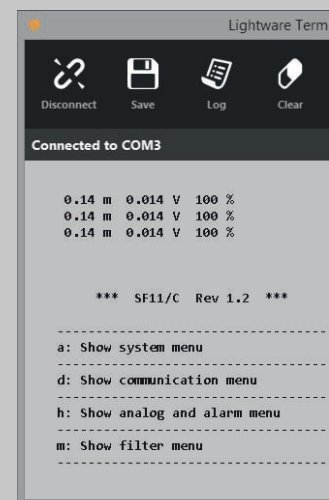 Lightware Term
Disconnect Save Log Clear
Connected to COM3
0.14 m 0.014 V 100 %
0.14 m 0.014 V 100 %
0.14 m 0.014 V 100 %
*** SF11/C Rev 1.2 ***
a: Show system menu
d: Show communication menu
h: Show analog and alarm menu
m: Show filter menu